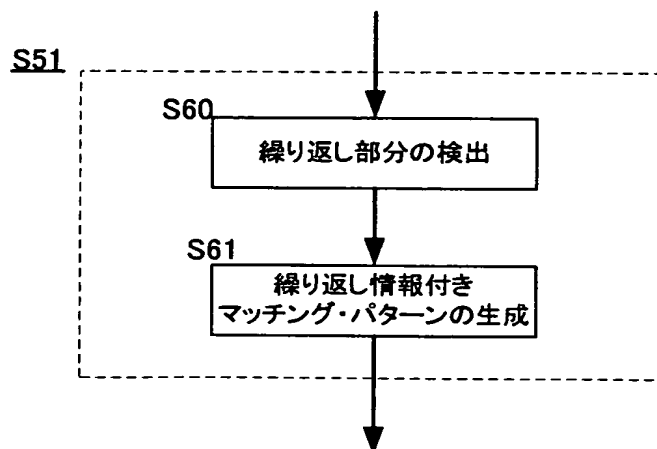 S51
S60
繰り返し部分の検出
S61
繰り返し情報付き
マッチング・パターンの生成